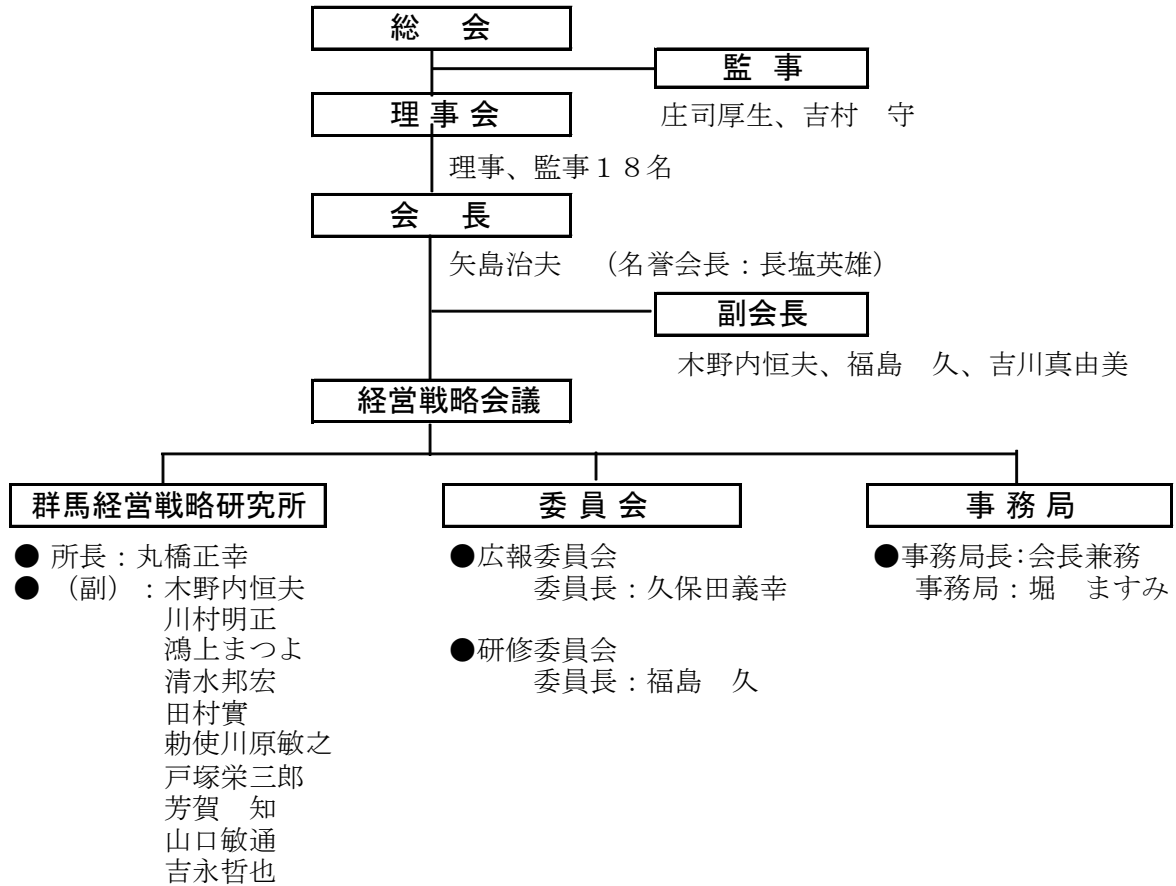 総　会
監　事
理 事 会
庄司厚生、吉村　守
理事、監事１８名
会　長
矢島治夫　（名誉会長：長塩英雄）
副会長
木野内恒夫、福島　久、吉川真由美
経営戦略会議
群馬経営戦略研究所
● 所長：丸橋正幸
● （副）：木野内恒夫
川村明正
鴻上まつよ
清水邦宏
田村實
勅使川原敏之
戸塚栄三郎
芳賀　知
山口敏通
吉永哲也
委 員 会
●広報委員会
委員長：久保田義幸
●研修委員会
委員長：福島　久
事 務 局
●事務局長：会長兼務
事務局：堀　ますみ